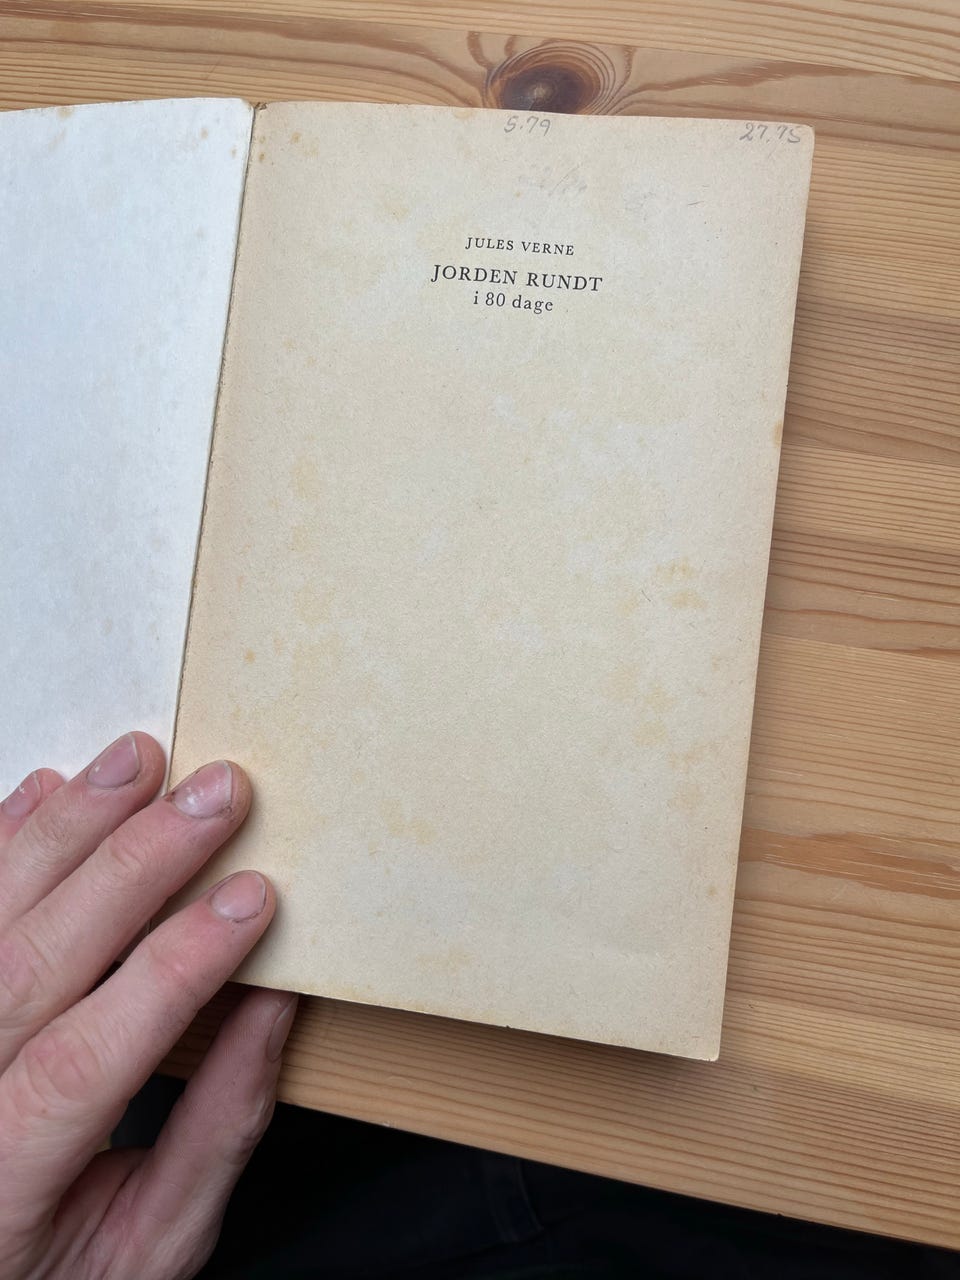 5.79 27.75
JULES VERNE
JORDEN RUNDT
i 80 dage